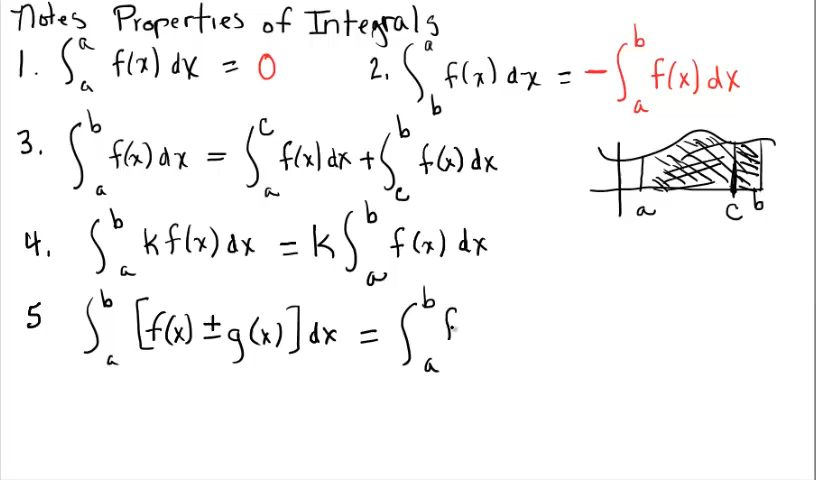 Notes Properties of Integrals
1. ∫_a^a f(x) dx = 0 2. ∫_b^a f(x) dx = -∫_a^b f(x) dx
3. ∫_a^b f(x) dx = ∫_a^c f(x) dx + ∫_c^b f(x) dx
a c b
4. ∫_a^b k f(x) dx = k ∫_a^b f(x) dx
5 ∫_a^b [f(x) ± g(x)] dx = ∫_a^b f